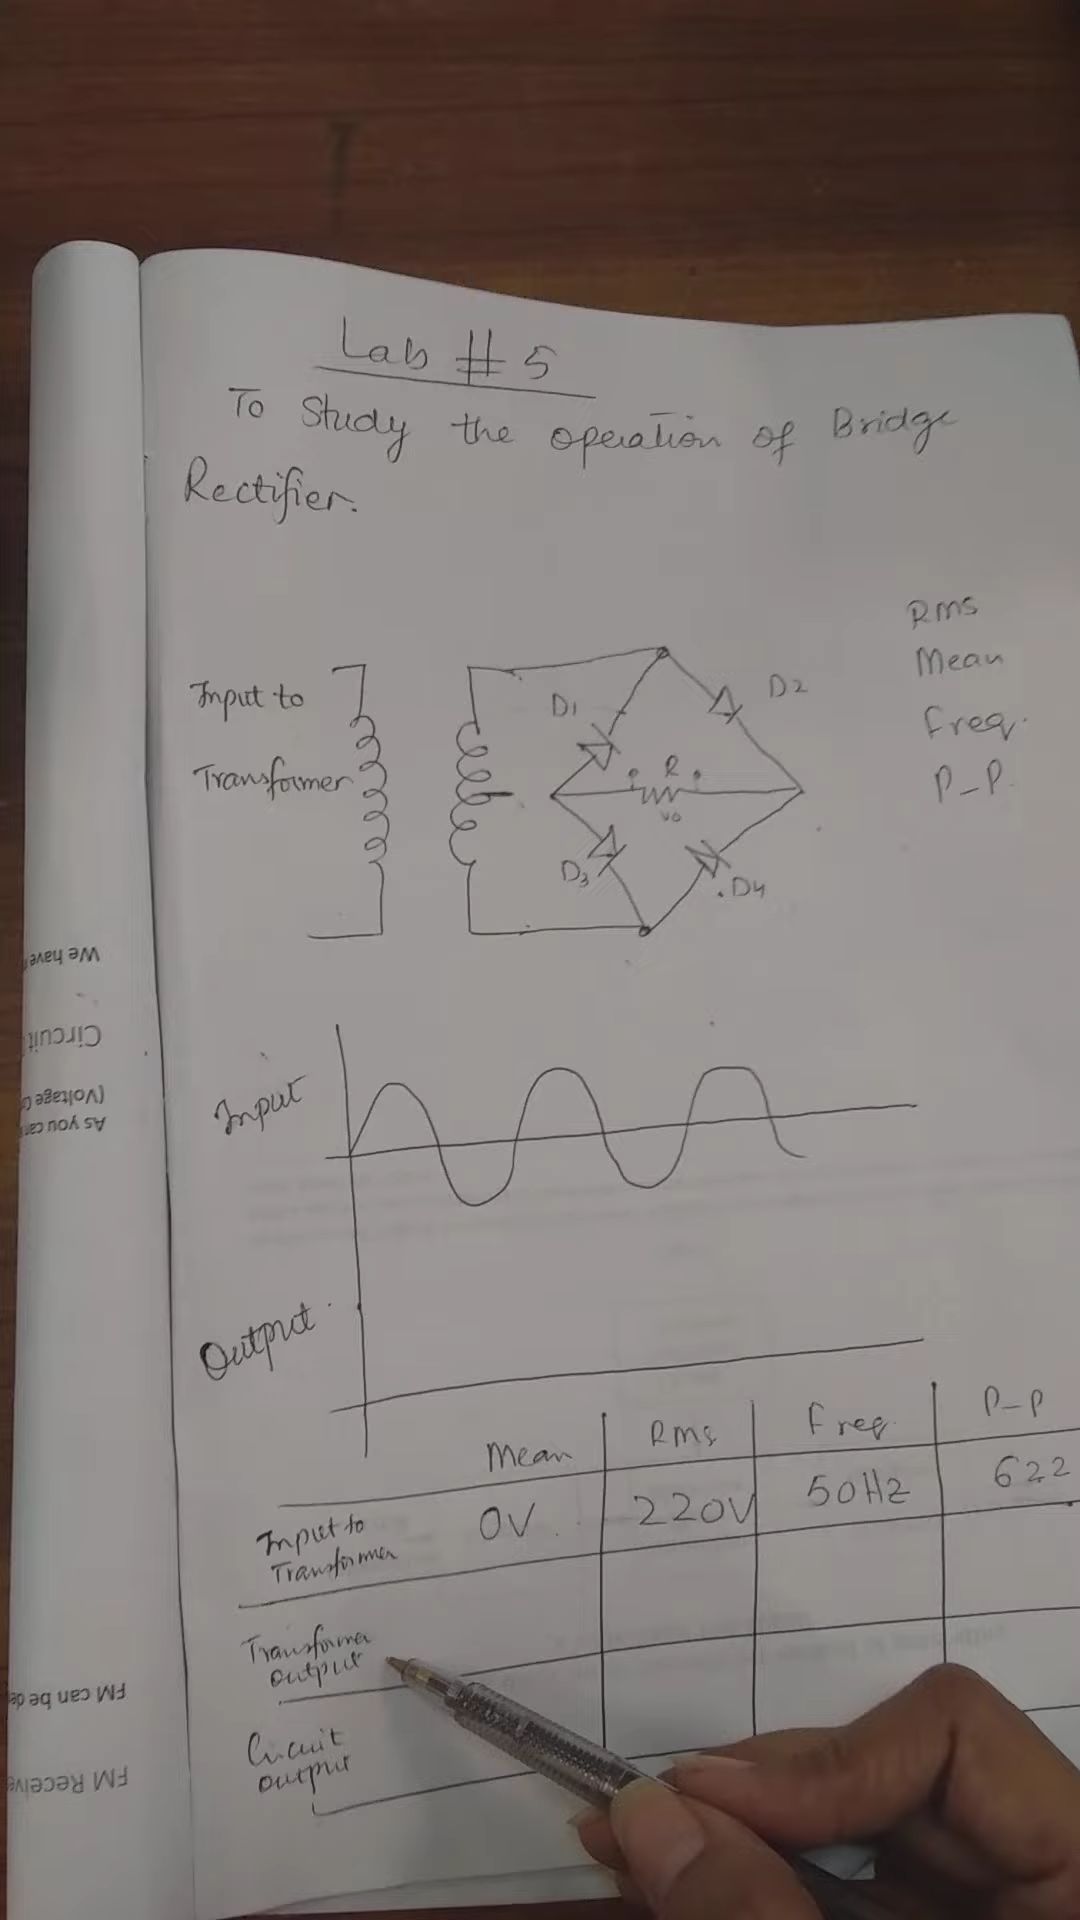 Lab # 5
To Study the operation of Bridge
Rectifier.
Rms
Mean
Freq.
P-P.
Input to
Transformer
D1
D2
R
Vo
D3
D4
Input
Output
Mean
Rms
Freq.
P-P
Input to
Transformer
0V.
220V
50Hz
622
Transformer
output
Circuit
output
We have
Circuit
(Voltage
As you can
FM can be de
FM Receive